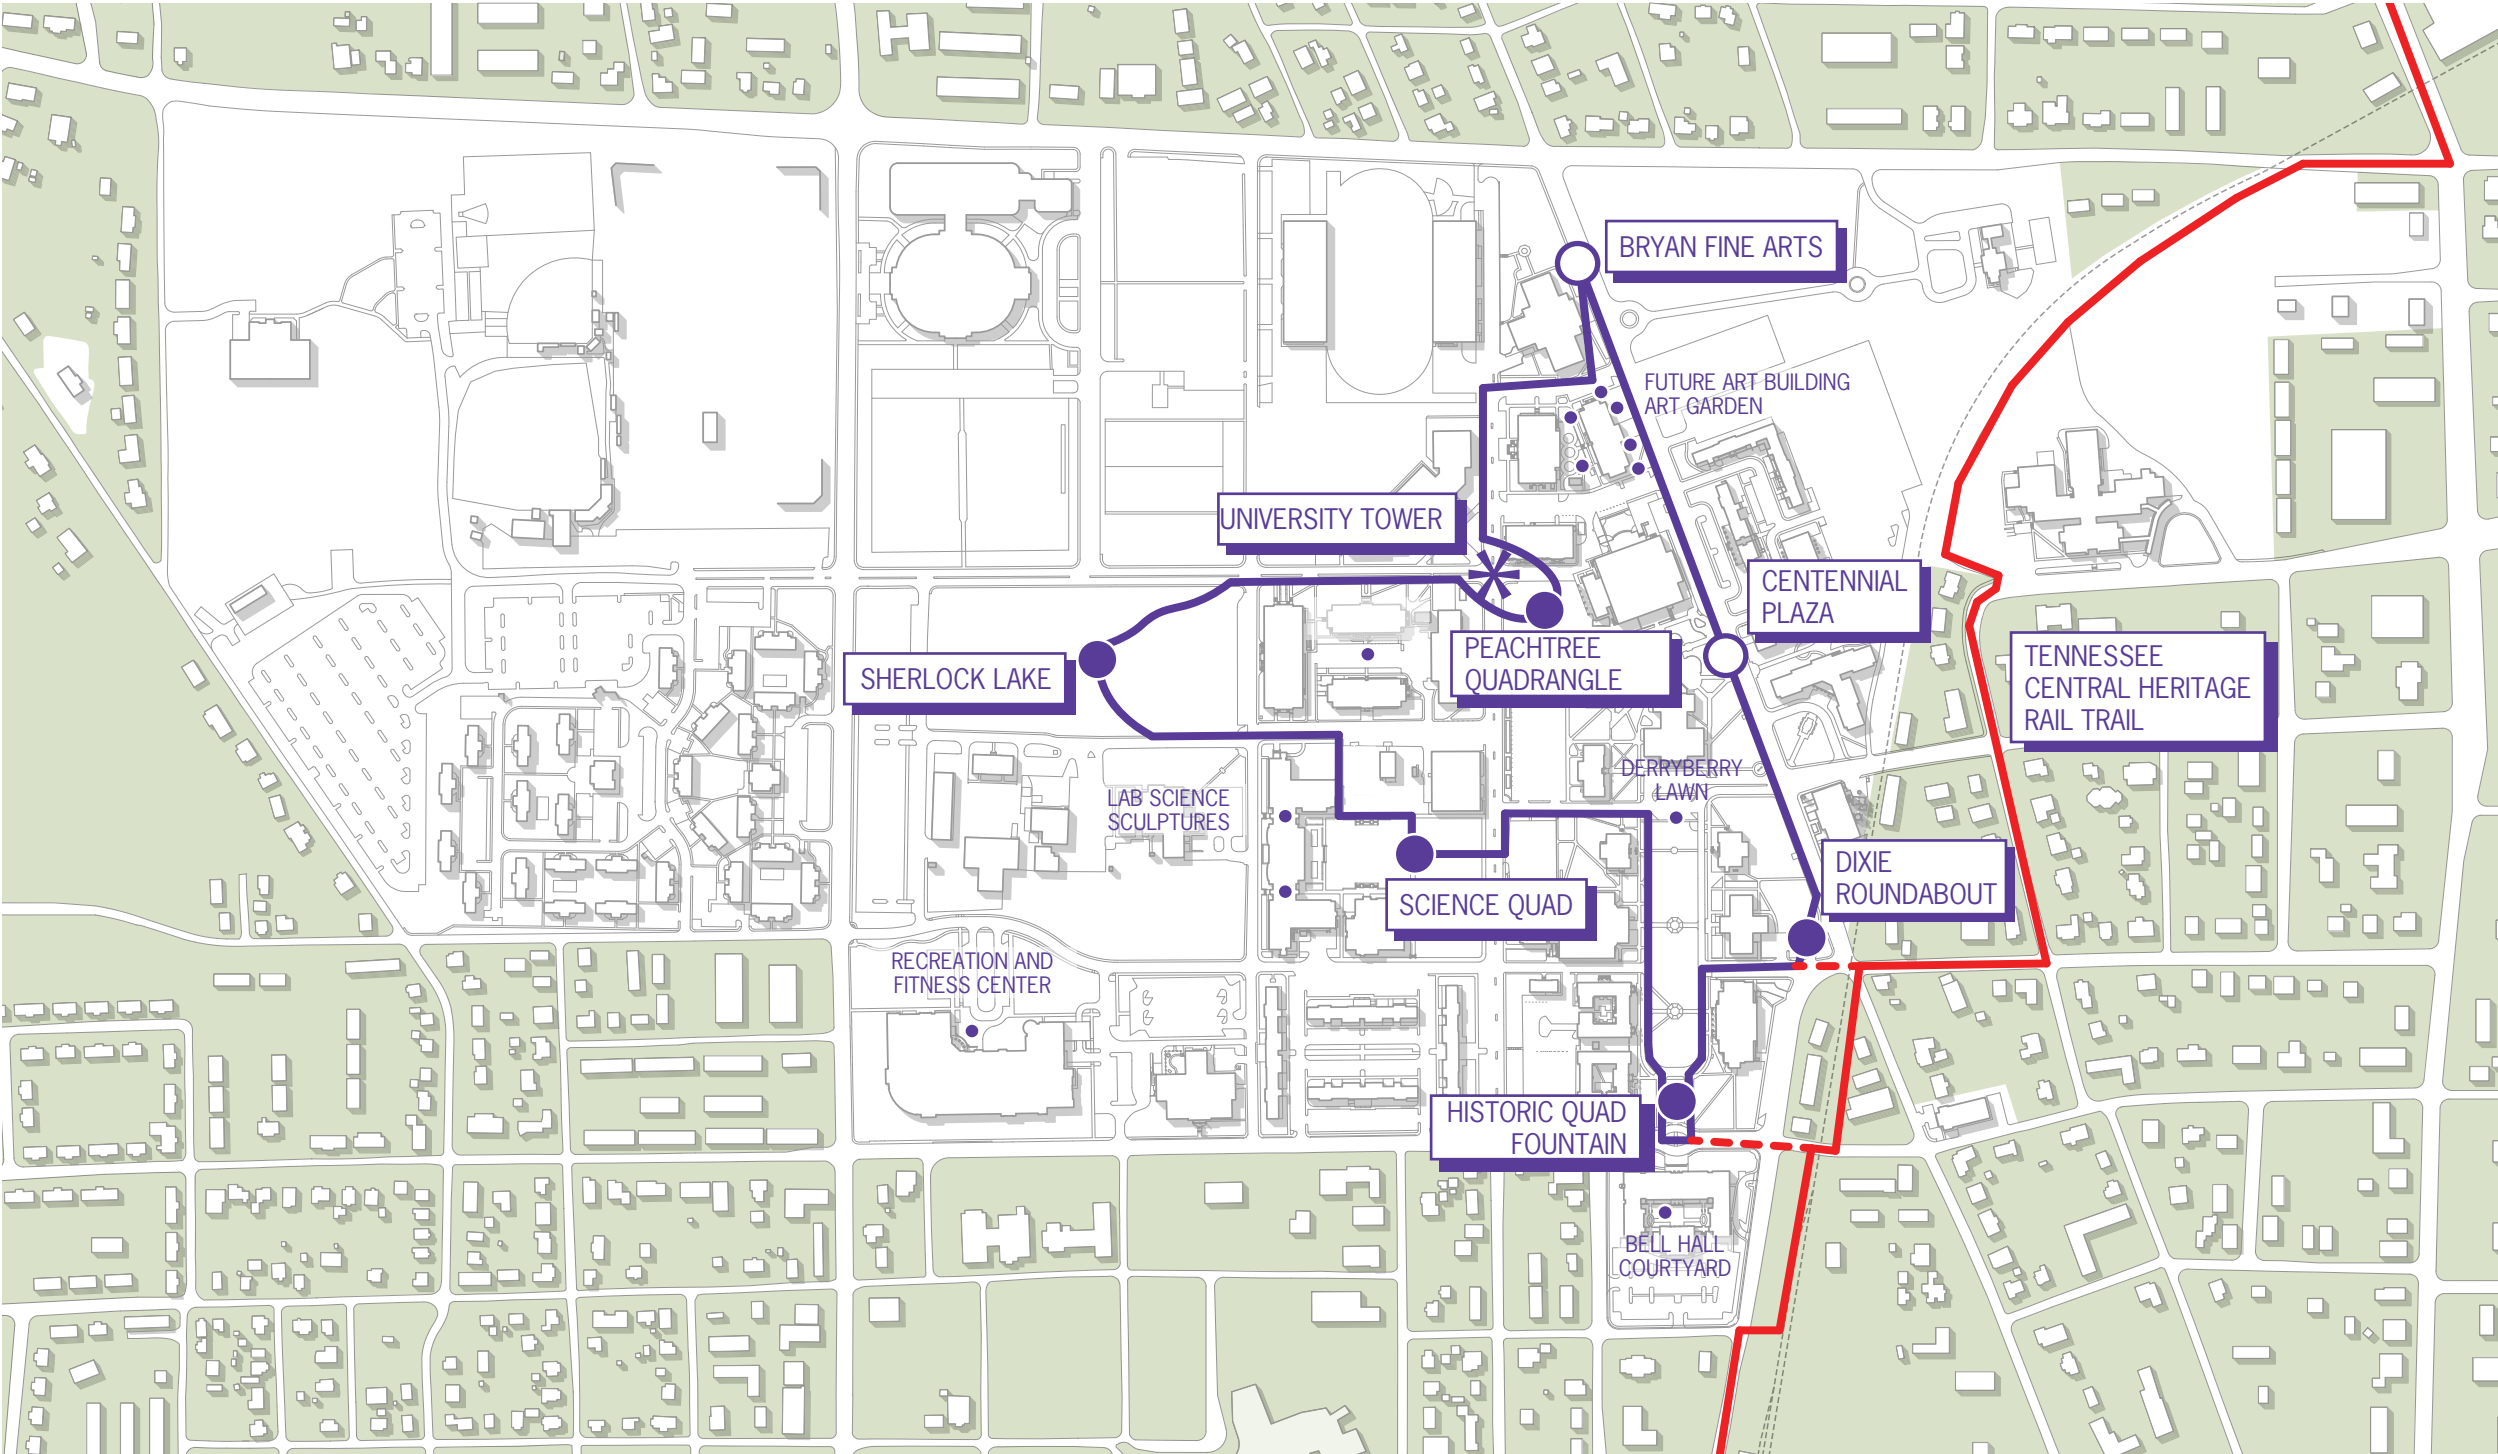 BRYAN FINE ARTS
FUTURE ART BUILDING
ART GARDEN
UNIVERSITY TOWER
CENTENNIAL
PLAZA
PEACHTREE
QUADRANGLE
SHERLOCK LAKE
TENNESSEE
CENTRAL HERITAGE
RAIL TRAIL
DERRYBERRY
LAWN
LAB SCIENCE
SCULPTURES
DIXIE
ROUNDABOUT
SCIENCE QUAD
RECREATION AND
FITNESS CENTER
HISTORIC QUAD
FOUNTAIN
BELL HALL
COURTYARD